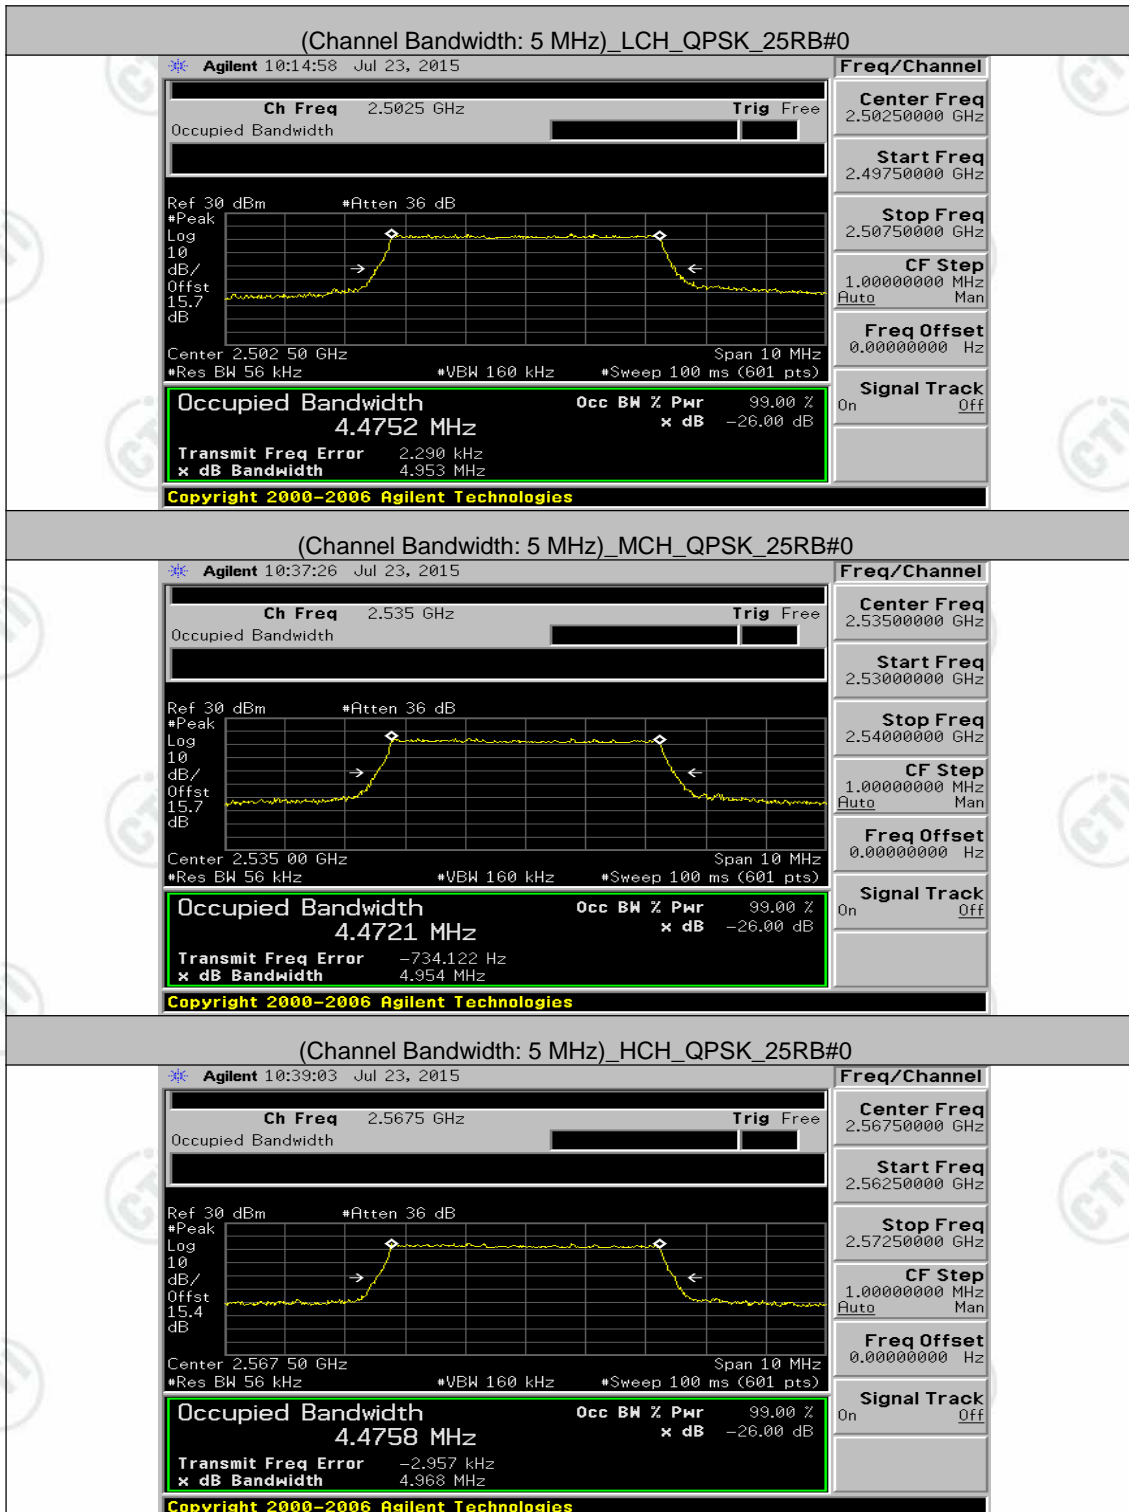 (Channel Bandwidth: 5 MHz)_LCH_QPSK_25RB#0
Agilent 10:14:58 Jul 23, 2015
Freq/Channel
Ch Freq 2.5025 GHz
Trig Free
Occupied Bandwidth
Center Freq
2.50250000 GHz
Start Freq
2.49750000 GHz
Stop Freq
2.50750000 GHz
CF Step
1.00000000 MHz
Auto Man
Freq Offset
0.00000000 Hz
Signal Track
On Off
Ref 30 dBm #Atten 36 dB
#Peak
Log
10
dB/
Offst
15.7
dB
Center 2.502 50 GHz Span 10 MHz
#Res BW 56 kHz #VBW 160 kHz #Sweep 100 ms (601 pts)
Occupied Bandwidth
4.4752 MHz
Occ BW % Pwr 99.00 %
x dB -26.00 dB
Transmit Freq Error 2.290 kHz
x dB Bandwidth 4.953 MHz
Copyright 2000-2006 Agilent Technologies
(Channel Bandwidth: 5 MHz)_MCH_QPSK_25RB#0
Agilent 10:37:26 Jul 23, 2015
Freq/Channel
Ch Freq 2.535 GHz
Trig Free
Occupied Bandwidth
Center Freq
2.53500000 GHz
Start Freq
2.53000000 GHz
Stop Freq
2.54000000 GHz
CF Step
1.00000000 MHz
Auto Man
Freq Offset
0.00000000 Hz
Signal Track
On Off
Ref 30 dBm #Atten 36 dB
#Peak
Log
10
dB/
Offst
15.7
dB
Center 2.535 00 GHz Span 10 MHz
#Res BW 56 kHz #VBW 160 kHz #Sweep 100 ms (601 pts)
Occupied Bandwidth
4.4721 MHz
Occ BW % Pwr 99.00 %
x dB -26.00 dB
Transmit Freq Error -734.122 Hz
x dB Bandwidth 4.954 MHz
Copyright 2000-2006 Agilent Technologies
(Channel Bandwidth: 5 MHz)_HCH_QPSK_25RB#0
Agilent 10:39:03 Jul 23, 2015
Freq/Channel
Ch Freq 2.5675 GHz
Trig Free
Occupied Bandwidth
Center Freq
2.56750000 GHz
Start Freq
2.56250000 GHz
Stop Freq
2.57250000 GHz
CF Step
1.00000000 MHz
Auto Man
Freq Offset
0.00000000 Hz
Signal Track
On Off
Ref 30 dBm #Atten 36 dB
#Peak
Log
10
dB/
Offst
15.4
dB
Center 2.567 50 GHz Span 10 MHz
#Res BW 56 kHz #VBW 160 kHz #Sweep 100 ms (601 pts)
Occupied Bandwidth
4.4758 MHz
Occ BW % Pwr 99.00 %
x dB -26.00 dB
Transmit Freq Error -2.957 kHz
x dB Bandwidth 4.968 MHz
Copyright 2000-2006 Agilent Technologies
CTI
CTI
CTI
CTI
CTI
CTI